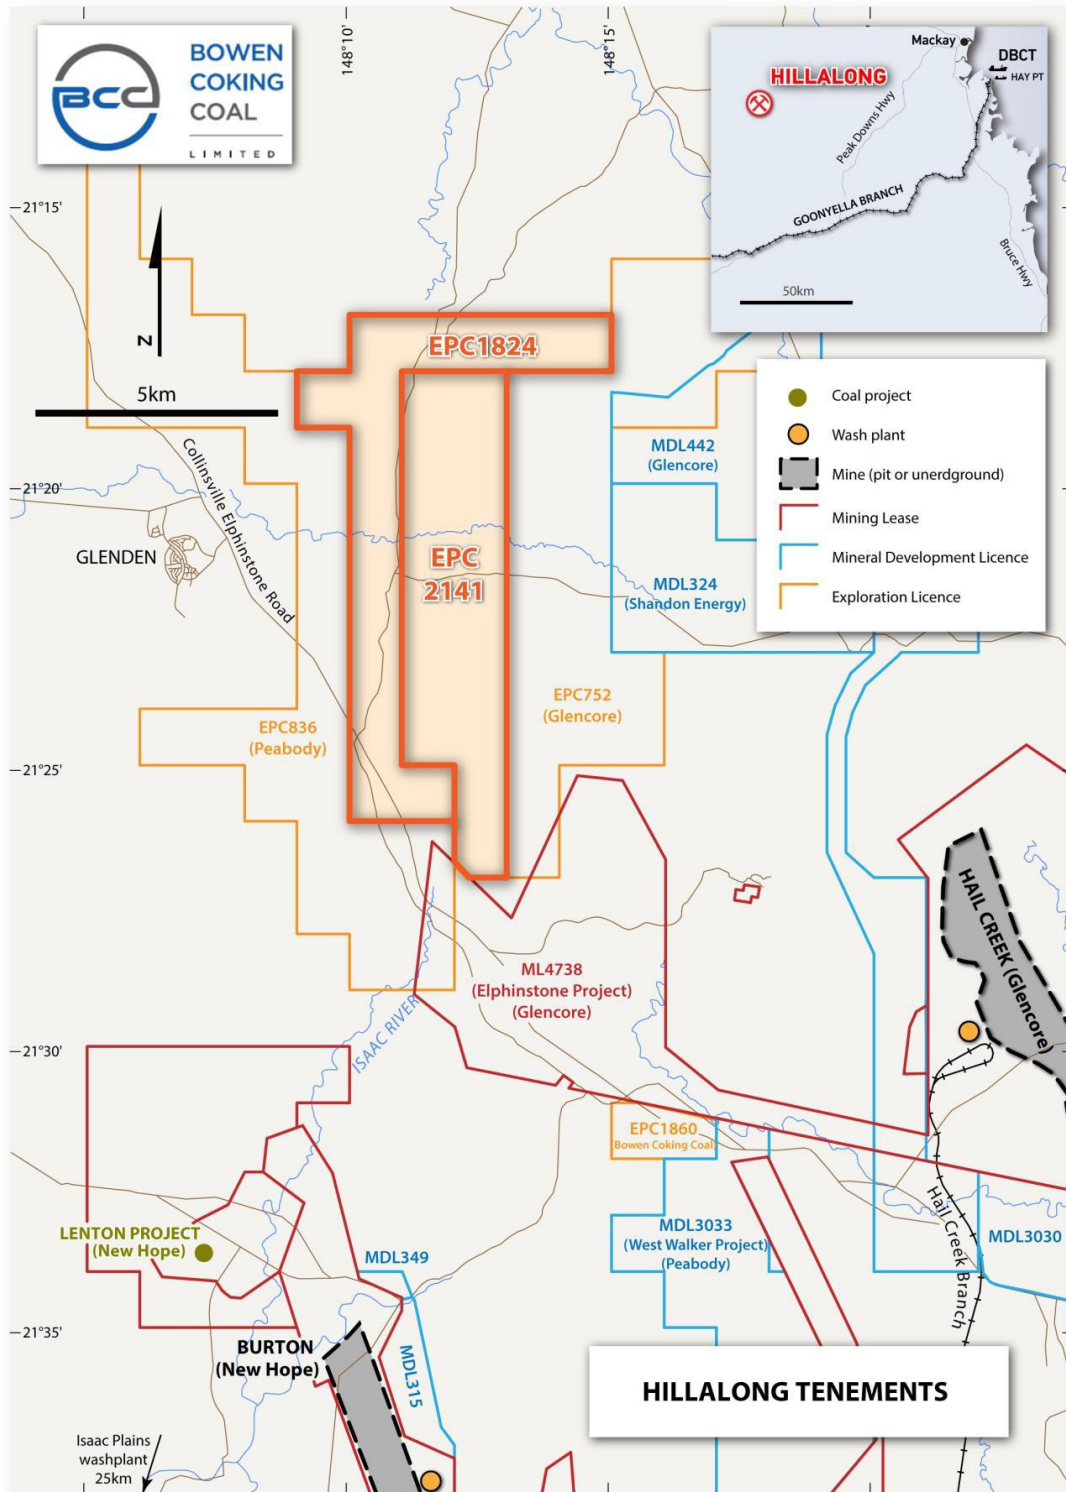 BCC
BOWEN
COKING
COAL
LIMITED
148°10'
148°15'
Mackay
DBCT
HAY PT
HILLALONG
Peak Downs Hwy
GOONYELLA BRANCH
Bruce Hwy
50km
21°15'
N
5km
EPC1824
Coal project
Wash plant
Mine (pit or unerdground)
Mining Lease
Mineral Development Licence
Exploration Licence
MDL442
(Glencore)
21°20'
Collinsville Elphinstone Road
GLENDEN
EPC
2141
MDL324
(Shandon Energy)
EPC752
(Glencore)
EPC836
(Peabody)
21°25'
HAIL CREEK (Glencore)
ML4738
(Elphinstone Project)
(Glencore)
ISAAC RIVER
21°30'
EPC1860
(Bowen Coking Coal)
Hail Creek Branch
LENTON PROJECT
(New Hope)
MDL349
MDL3033
(West Walker Project)
(Peabody)
MDL3030
21°35'
BURTON
(New Hope)
MDL315
HILLALONG TENEMENTS
Isaac Plains
washplant
25km